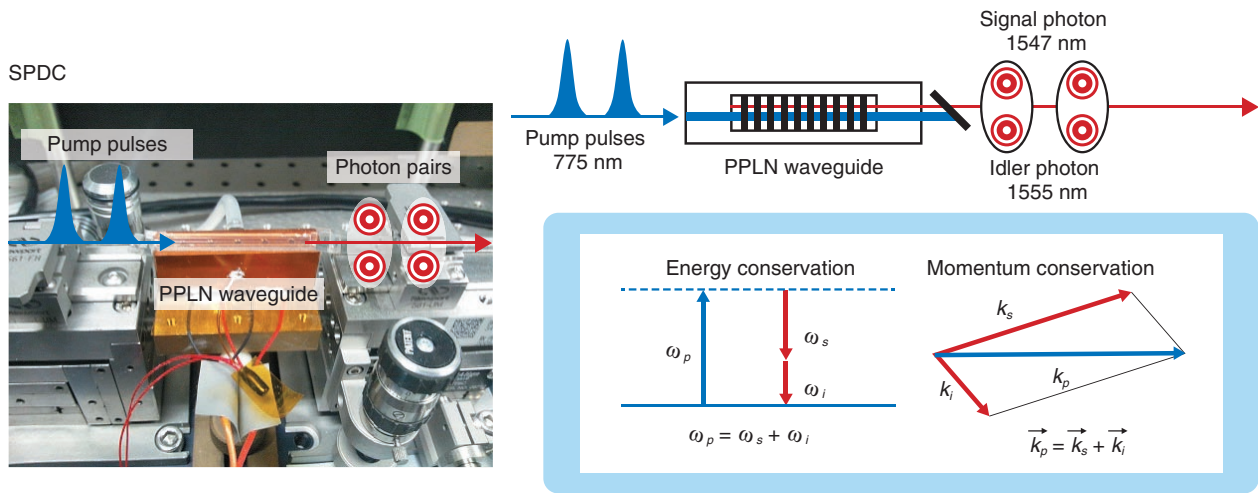 SPDC
Pump pulses
Photon pairs
PPLN waveguide
Pump pulses
775 nm
PPLN waveguide
Signal photon
1547 nm
Idler photon
1555 nm
Energy conservation
ω p
ω s
ω i
ω p = ω s + ω i
Momentum conservation
k s
k p
k i
k p = k s + k i